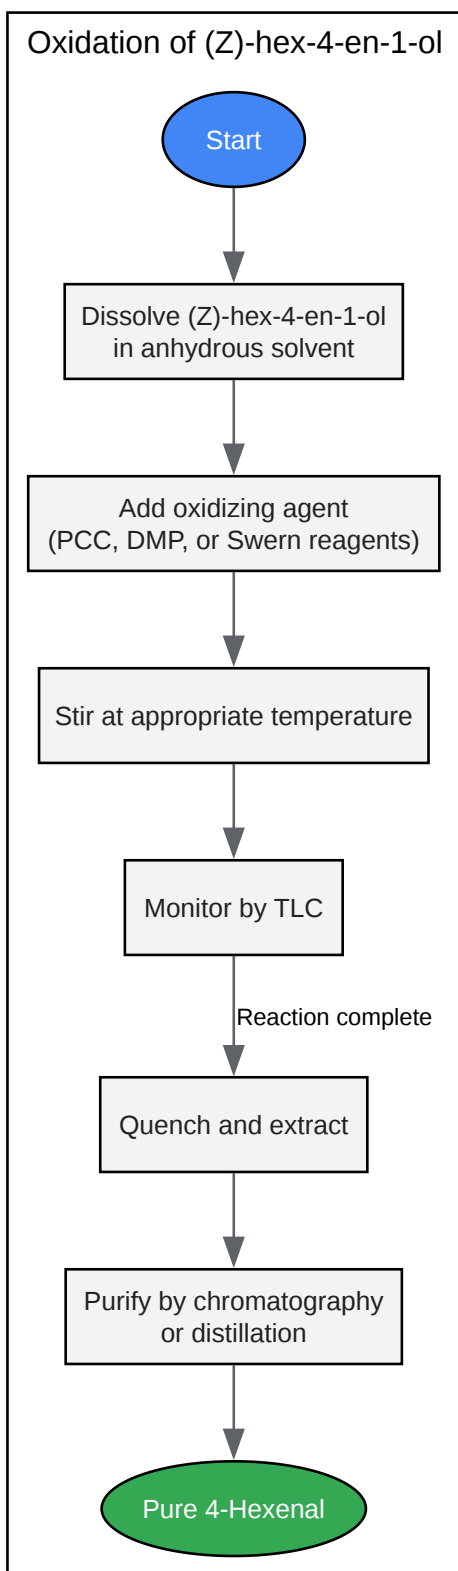 Oxidation of (Z)-hex-4-en-1-ol
Start
Dissolve (Z)-hex-4-en-1-ol
in anhydrous solvent
Add oxidizing agent
(PCC, DMP, or Swern reagents)
Stir at appropriate temperature
Monitor by TLC
Reaction complete
Quench and extract
Purify by chromatography
or distillation
Pure 4-Hexenal